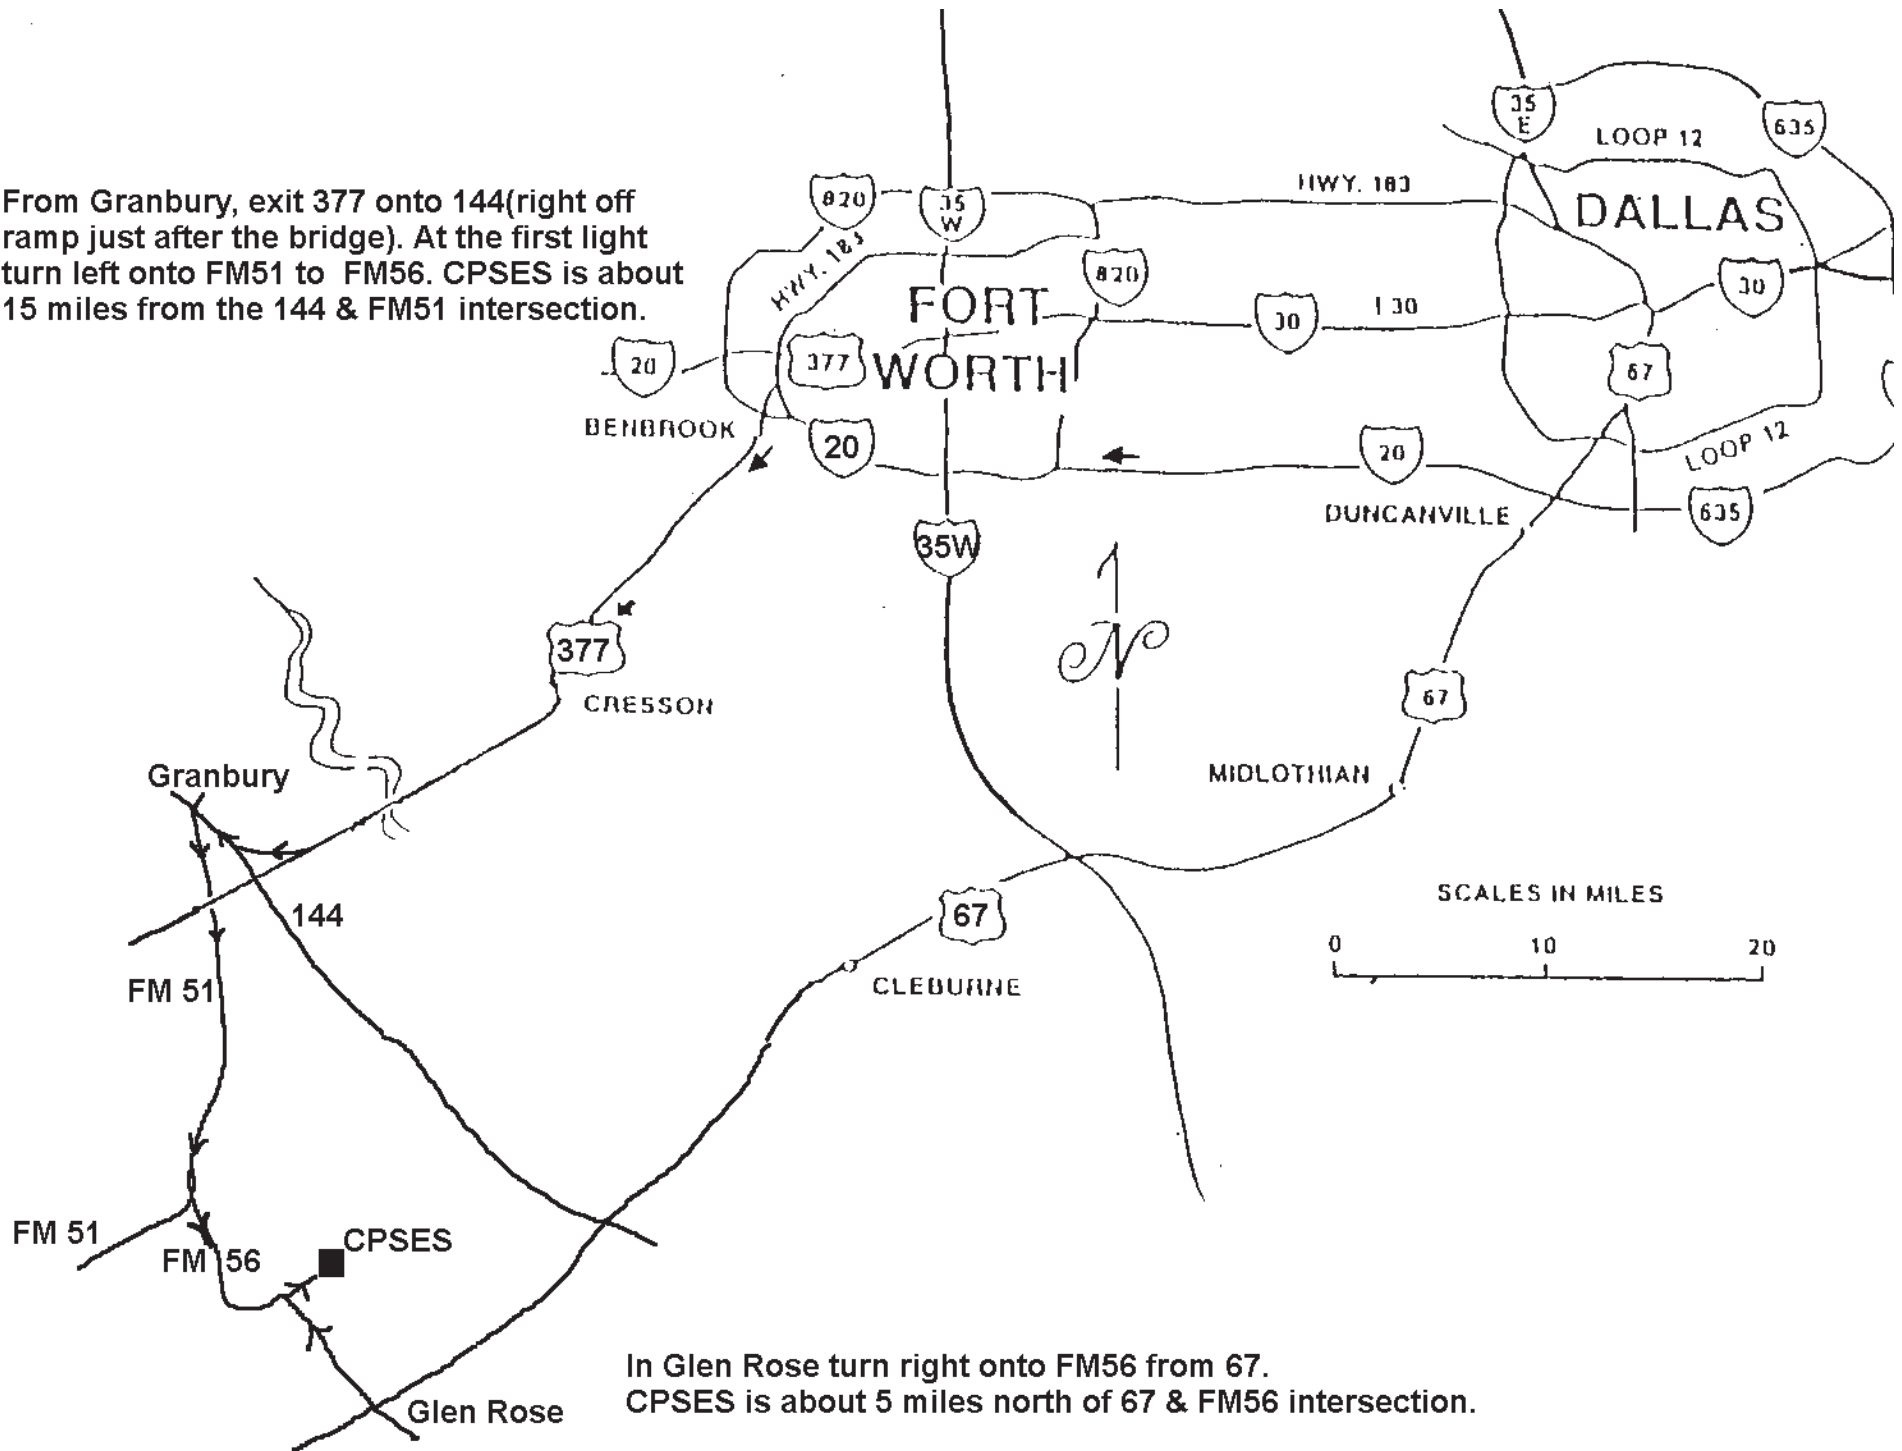 35
E
635
LOOP 12
From Granbury, exit 377 onto 144(right off
ramp just after the bridge). At the first light
turn left onto FM51 to FM56. CPSES is about
15 miles from the 144 & FM51 intersection.
820
35
W
HWY. 183
DALLAS
HWY. 183
820
30
FORT
30
I 30
20
377
WORTH
67
BENBROOK
20
20
LOOP 12
DUNCANVILLE
635
35W
N
377
CRESSON
67
Granbury
MIDLOTHIAN
SCALES IN MILES
144
67
0 10 20
FM 51
CLEBURNE
FM 51
CPSES
FM 56
In Glen Rose turn right onto FM56 from 67.
CPSES is about 5 miles north of 67 & FM56 intersection.
Glen Rose